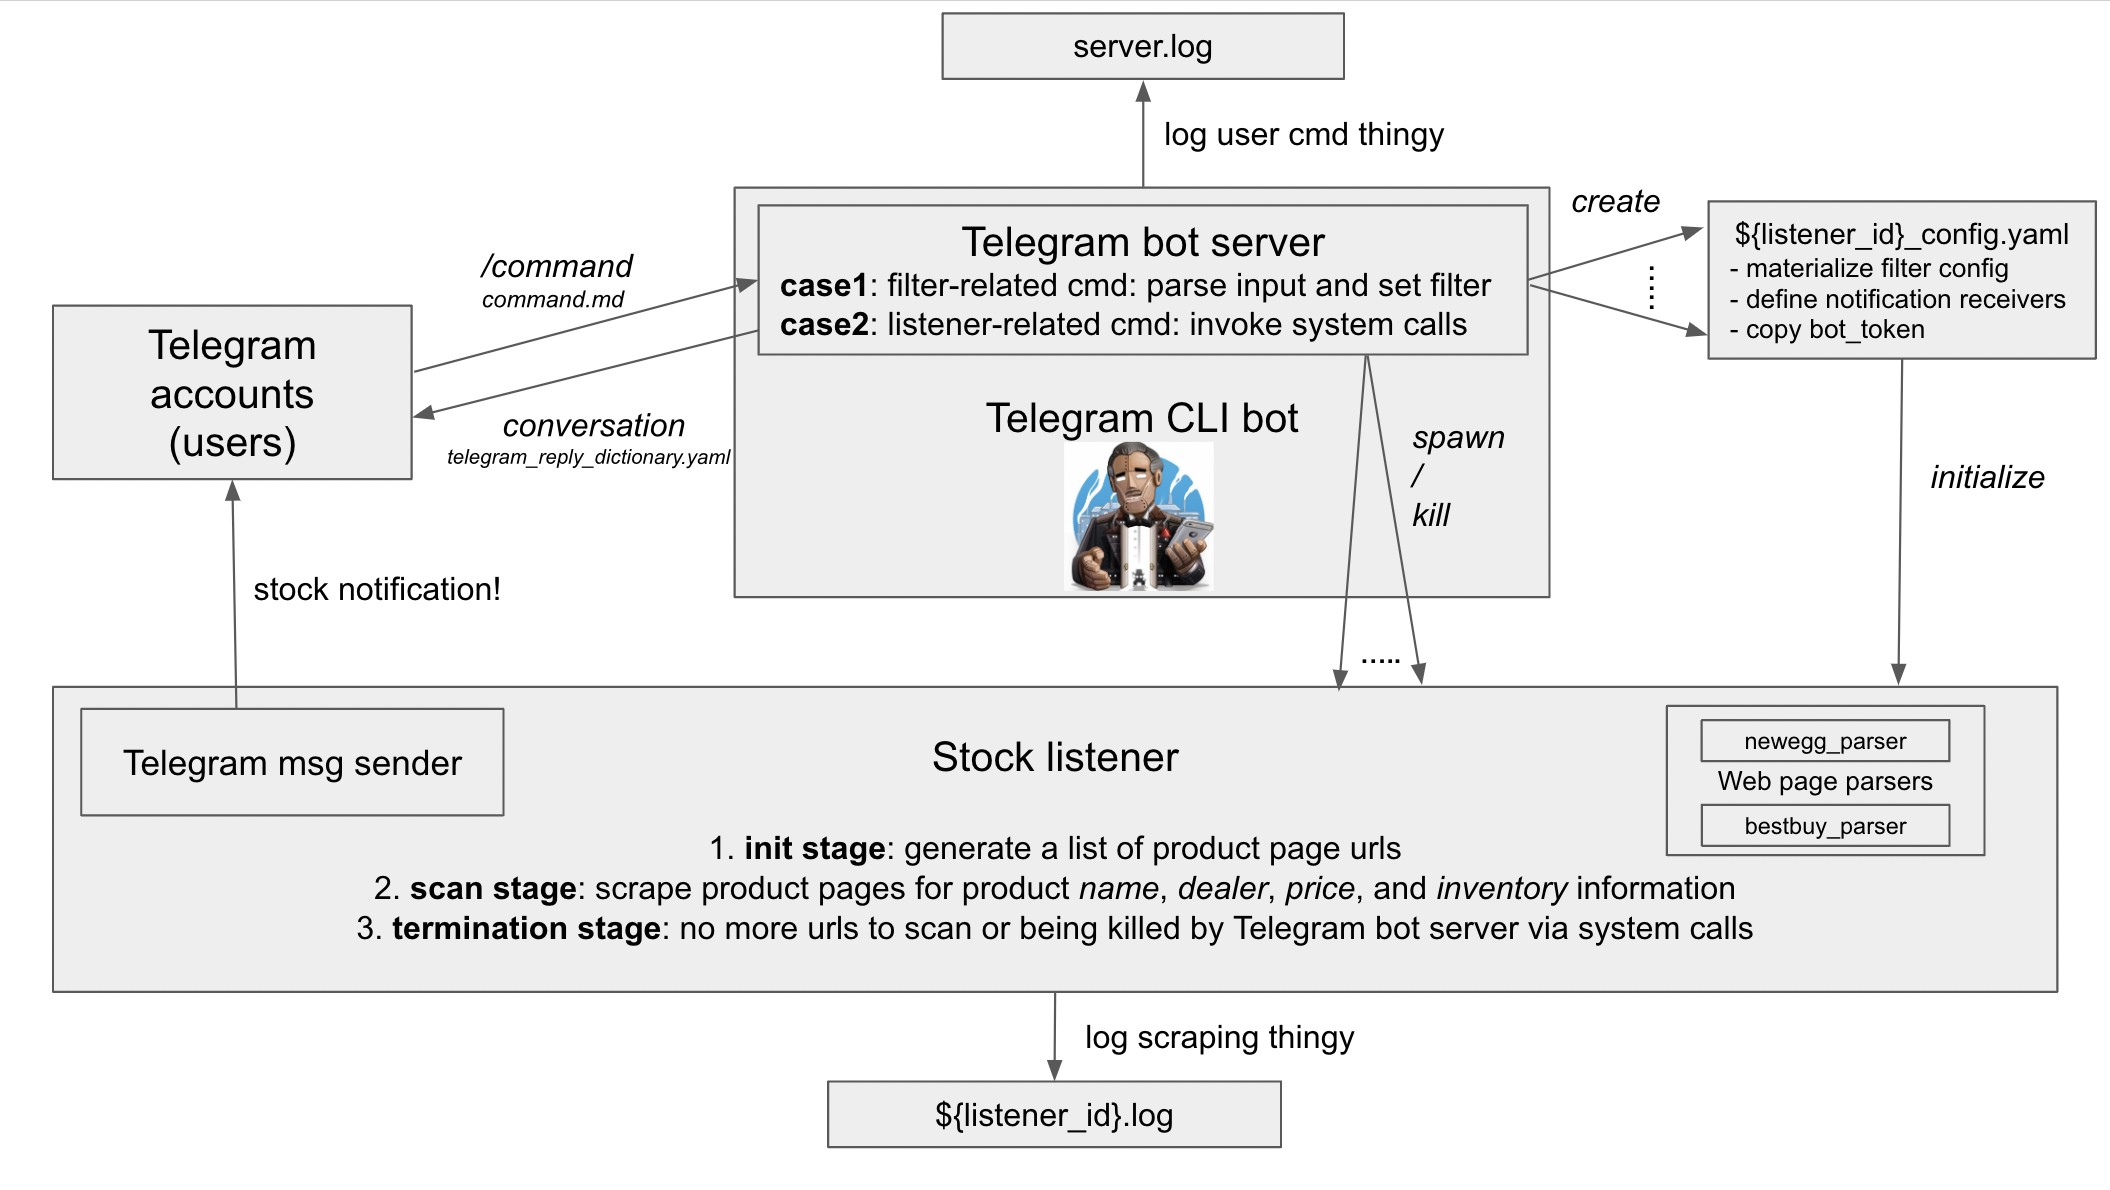 server.log
log user cmd thingy
create
/command
command.md
Telegram bot server
case1: filter-related cmd: parse input and set filter
case2: listener-related cmd: invoke system calls
${listener_id}_config.yaml
- materialize filter config
- define notification receivers
- copy bot_token
Telegram
accounts
(users)
conversation
telegram_reply_dictionary.yaml
Telegram CLI bot
spawn
/
kill
initialize
stock notification!
.....
Telegram msg sender
Stock listener
newegg_parser
Web page parsers
bestbuy_parser
1. init stage: generate a list of product page urls
2. scan stage: scrape product pages for product name, dealer, price, and inventory information
3. termination stage: no more urls to scan or being killed by Telegram bot server via system calls
log scraping thingy
${listener_id}.log